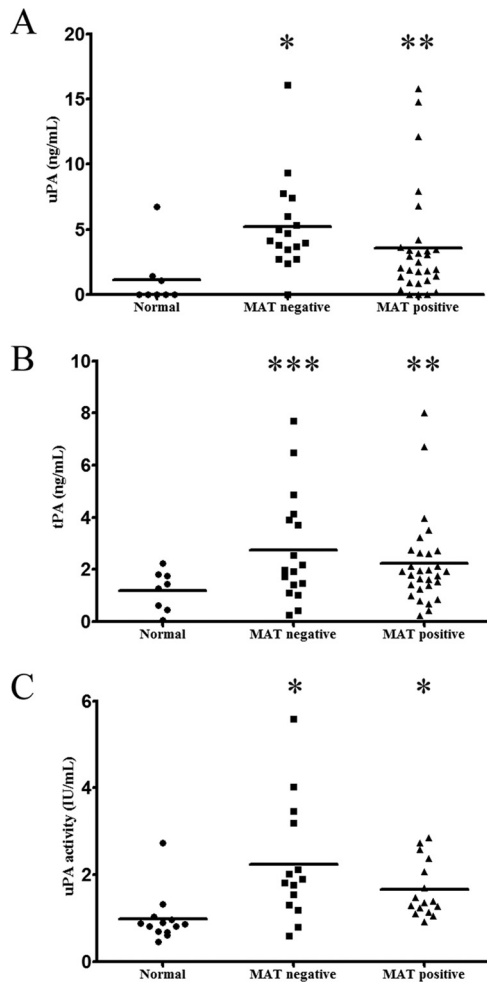 A
20
* **
15
uPA (ng/mL)
10
5
0
Normal MAT negative MAT positive
B
10
*** **
8
tPA (ng/mL)
6
4
2
0
Normal MAT negative MAT positive
C
6
* *
uPA activity (IU/mL)
4
2
0
Normal MAT negative MAT positive